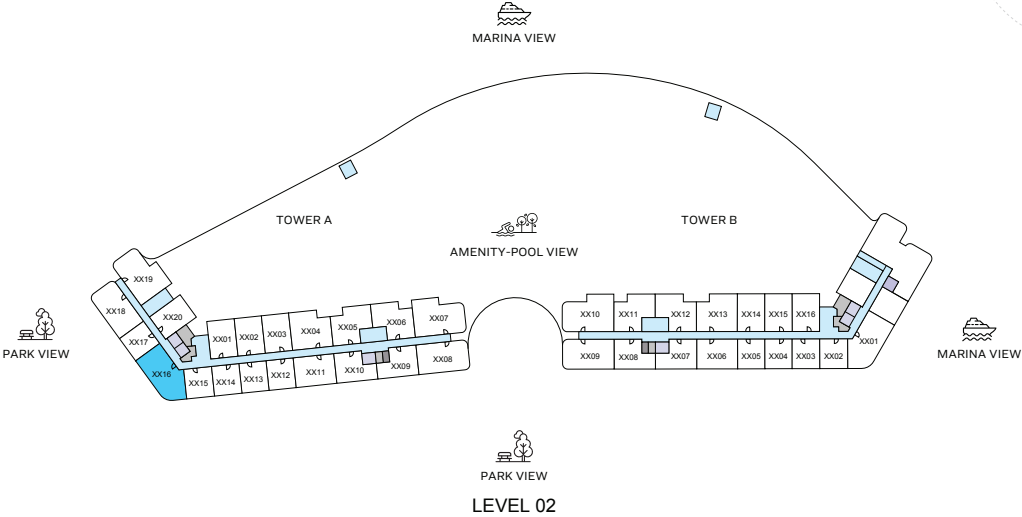 MARINA VIEW
TOWER A
TOWER B
AMENITY-POOL VIEW
PARK VIEW
MARINA VIEW
XX19
XX18
XX20
XX17
XX16
XX01
XX02
XX03
XX04
XX05
XX06
XX07
XX15
XX14
XX13
XX12
XX11
XX10
XX09
XX08
XX10
XX11
XX12
XX13
XX14
XX15
XX16
XX01
XX09
XX08
XX07
XX06
XX05
XX04
XX03
XX02
PARK VIEW
LEVEL 02